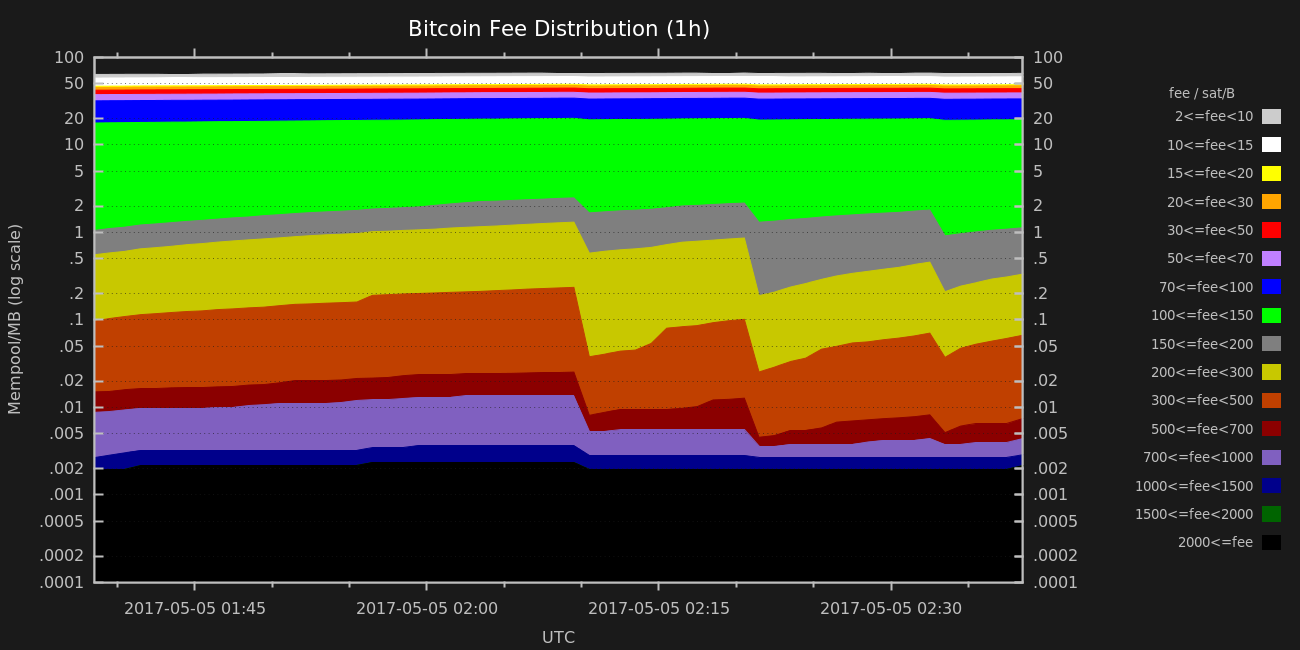 Bitcoin Fee Distribution (1h)
100
50
20
10
5
2
1
.5
.2
.1
.05
.02
.01
.005
.002
.001
.0005
.0002
.0001
Mempool/MB (log scale)
100
50
20
10
5
2
1
.5
.2
.1
.05
.02
.01
.005
.002
.001
.0005
.0002
.0001
2017-05-05 01:45
2017-05-05 02:00
2017-05-05 02:15
2017-05-05 02:30
UTC
fee / sat/B
2<=fee<10
10<=fee<15
15<=fee<20
20<=fee<30
30<=fee<50
50<=fee<70
70<=fee<100
100<=fee<150
150<=fee<200
200<=fee<300
300<=fee<500
500<=fee<700
700<=fee<1000
1000<=fee<1500
1500<=fee<2000
2000<=fee